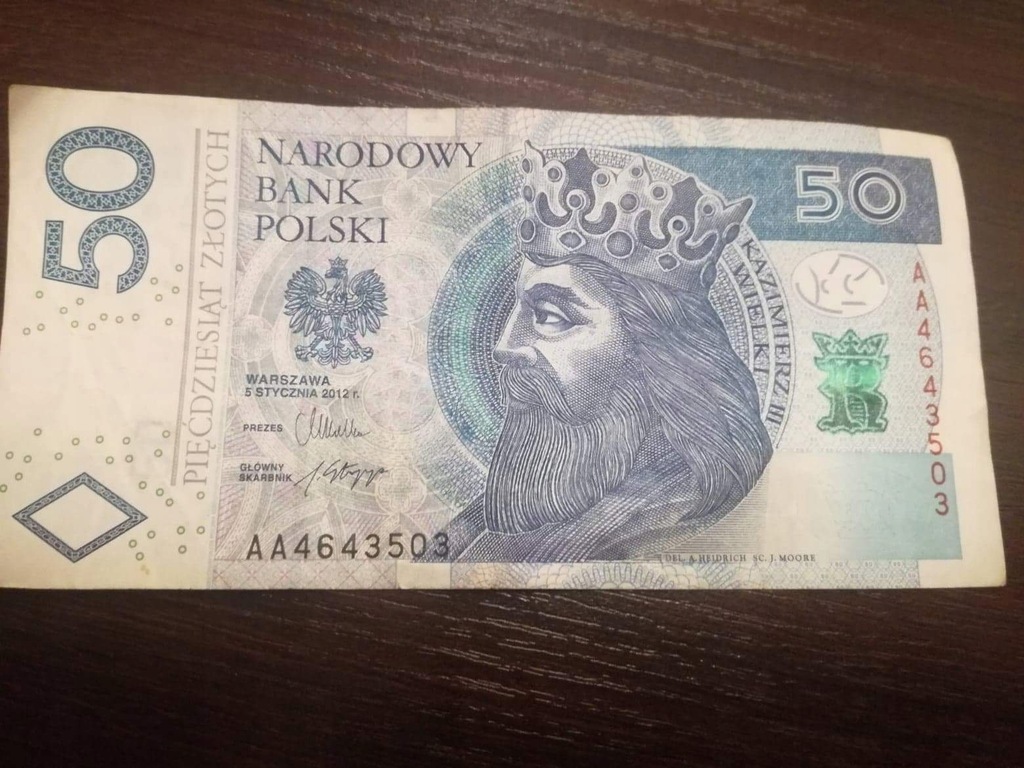 50
PIĘĆDZIESIĄT ZŁOTYCH
NARODOWY
BANK
POLSKI
WARSZAWA
5 STYCZNIA 2012 r.
PREZES
GŁÓWNY
SKARBNIK
AA4643503
50
KAZIMIERZ III
WIELKI
AA4643503
DEL. A. HEIDRICH SC. J. MOORE